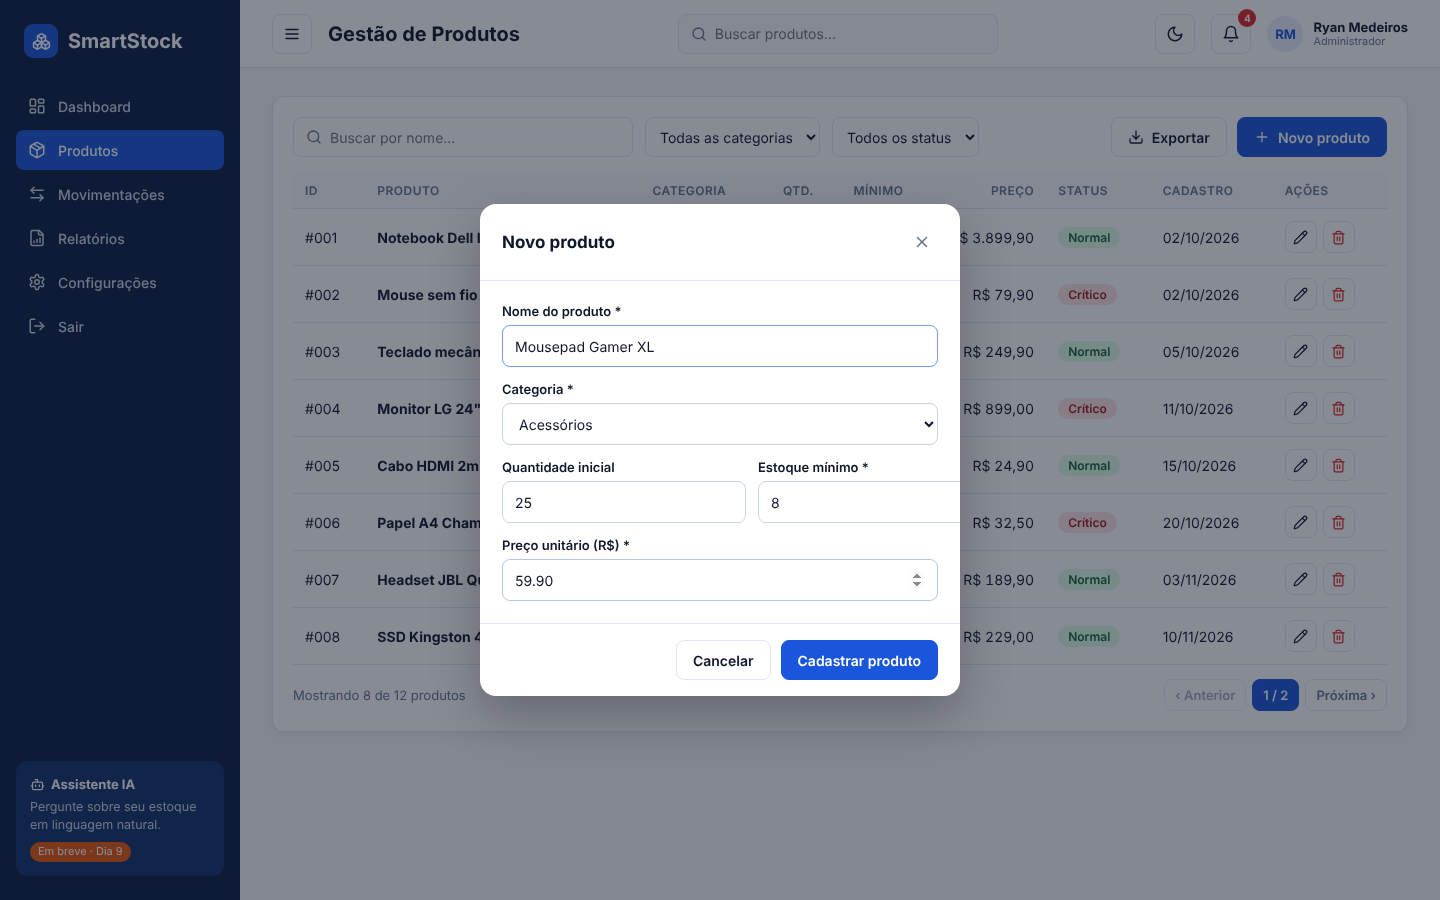 SmartStock
Dashboard
Produtos
Movimentações
Relatórios
Configurações
Sair
Assistente IA
Pergunte sobre seu estoque
em linguagem natural.
Em breve · Dia 9
Gestão de Produtos
Buscar produtos...
4
RM
Ryan Medeiros
Administrador
Buscar por nome...
Todas as categorias
Todos os status
Exportar
Novo produto
ID PRODUTO CATEGORIA QTD. MÍNIMO PREÇO STATUS CADASTRO AÇÕES
#001 Notebook Dell 3.899,90 Normal 02/10/2026
#002 Mouse sem fio R$ 79,90 Crítico 02/10/2026
#003 Teclado R$ 249,90 Normal 05/10/2026
#004 Monitor LG 24" R$ 899,00 Crítico 11/10/2026
#005 Cabo HDMI 2m R$ 24,90 Normal 15/10/2026
#006 Papel A4 R$ 32,50 Crítico 20/10/2026
#007 Headset JBL R$ 189,90 Normal 03/11/2026
#008 SSD Kingston R$ 229,00 Normal 10/11/2026
Mostrando 8 de 12 produtos
‹ Anterior
1 / 2
Próxima ›
Novo produto
Nome do produto *
Mousepad Gamer XL
Categoria *
Acessórios
Quantidade inicial
Estoque mínimo *
25
8
Preço unitário (R$) *
59.90
Cancelar
Cadastrar produto